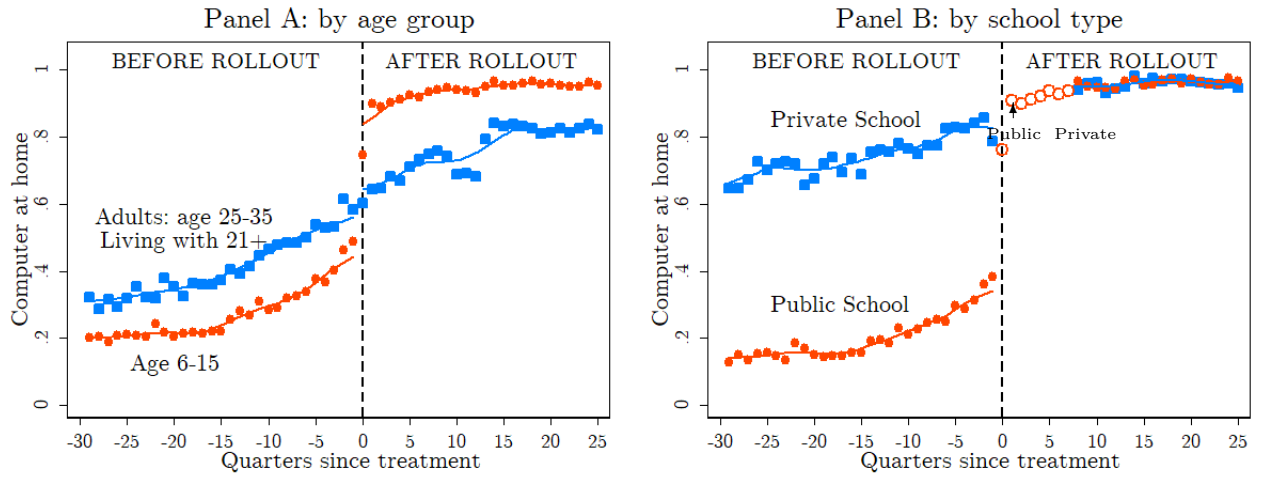 Panel A: by age group
BEFORE ROLLOUT
AFTER ROLLOUT
Computer at home
1
.8
.6
.4
.2
0
Adults: age 25-35
Living with 21+
Age 6-15
-30 -25 -20 -15 -10 -5 0 5 10 15 20 25
Quarters since treatment
Panel B: by school type
BEFORE ROLLOUT
AFTER ROLLOUT
Computer at home
1
.8
.6
.4
.2
0
Private School
Public Private
Public School
-30 -25 -20 -15 -10 -5 0 5 10 15 20 25
Quarters since treatment